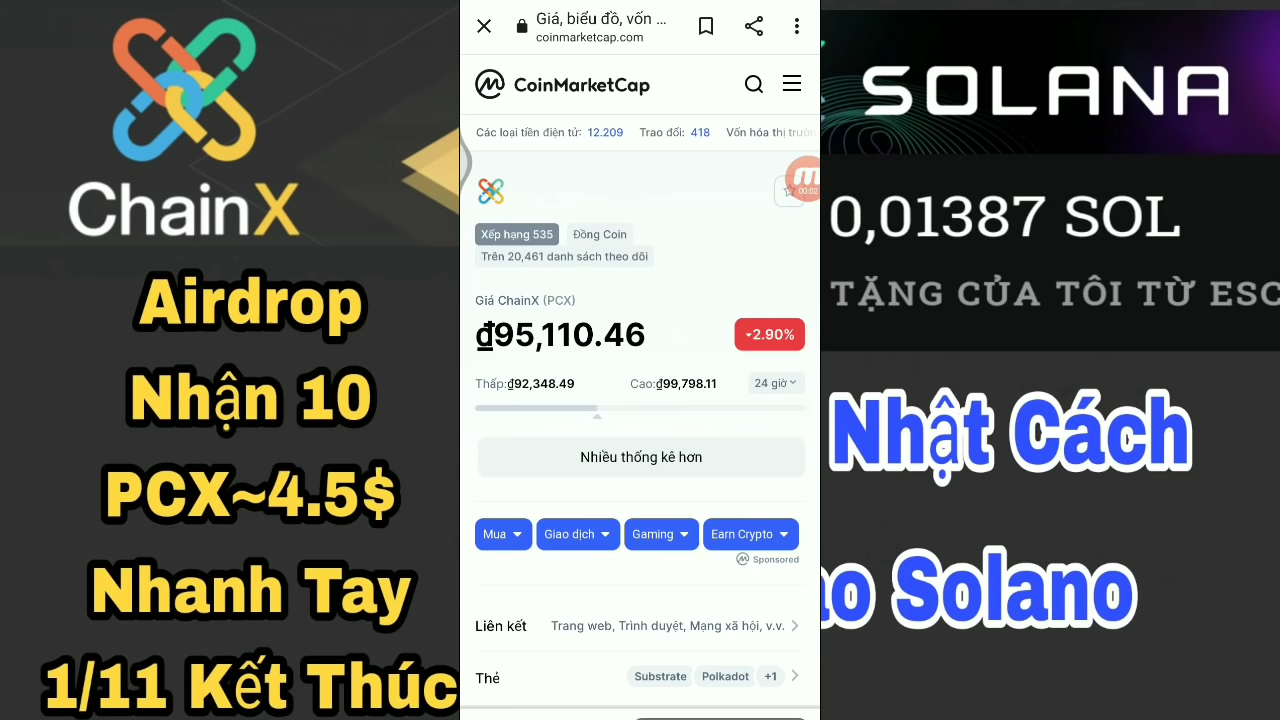 ChainX
Airdrop
Nhận 10
PCX~4.5$
Nhanh Tay
1/11 Kết Thúc
Giá, biểu đồ, vốn ...
coinmarketcap.com
CoinMarketCap
Các loại tiền điện tử: 12.209 Trao đổi: 418 Vốn hóa thị trườn
00:02
Xếp hạng 535 Đồng Coin
Trên 20,461 danh sách theo dõi
Giá ChainX (PCX)
₫95,110.46 2.90%
Thấp:₫92,348.49 Cao:₫99,798.11 24 giờ
Nhiều thống kê hơn
Mua Giao dịch Gaming Earn Crypto
Sponsored
Liên kết Trang web, Trình duyệt, Mạng xã hội, v.v.
Thẻ Substrate Polkadot +1
SOLANA
0,01387 SOL
TẶNG CỦA TÔI TỪ ESC
Nhật Cách
ao Solano